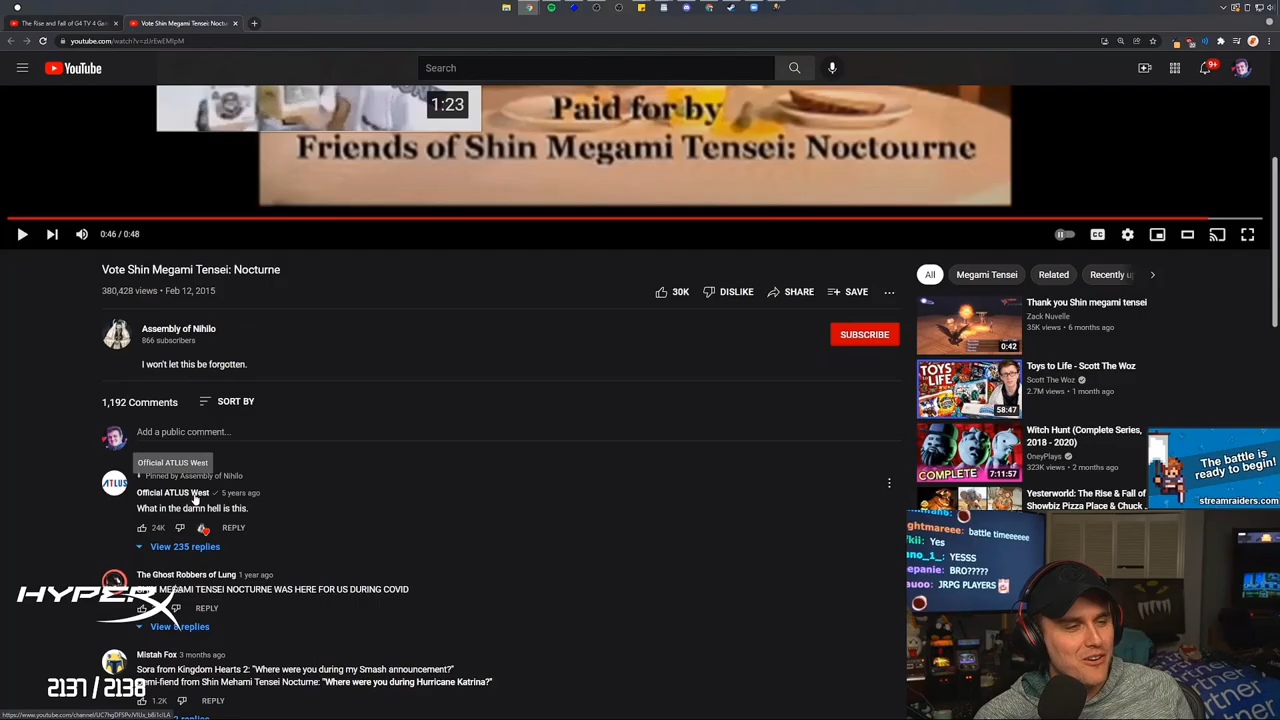 The Rise and Fall of G4 TV 4 Gam
Vote Shin Megami Tensei: Noctu
YouTube
Search
9+
1:23
Paid for by
Friends of Shin Megami Tensei: Noctourne
0:46 / 0:48
Vote Shin Megami Tensei: Nocturne
380,428 views • Feb 12, 2015
30K
DISLIKE
SHARE
SAVE
Assembly of Nihilo
866 subscribers
SUBSCRIBE
I won't let this be forgotten.
1,192 Comments
SORT BY
Add a public comment...
Official ATLUS West
Pinned by Assembly of Nihilo
ATLUS
Official ATLUS West
5 years ago
What in the damn hell is this.
24K
REPLY
View 235 replies
The Ghost Robbers of Lung 1 year ago
MEGAMI TENSEI NOCTURNE WAS HERE FOR US DURING COVID
REPLY
replies
Mistah Fox 3 months ago
Sora from Kingdom Hearts 2: "Where were you during my Smash announcement?"
from Shin Mehami Tensei Nocturne: "Where were you during Hurricane Katrina?"
1.2K
REPLY
HYPERX
2137 / 2138
All
Megami Tensei
Related
Recently u
Thank you Shin megami tensei
Zack Nuvelle
35K views • 6 months ago
0:42
Toys to Life - Scott The Woz
Scott The Woz
2.7M views • 1 month ago
TOYS TO LIFE
58:47
Witch Hunt (Complete Series,
2018 - 2022)
OneyPlays
323K views • 2 months ago
COMPLETE
7:11:57
Yesterworld: The Rise & Fall of
Showbiz Pizza Place & Chuck
The battle is
ready to begin!
streamraiders.com
nightmareee: battle timeeeeee
Yes
YESSS
BRO?????
JRPG PLAYERS